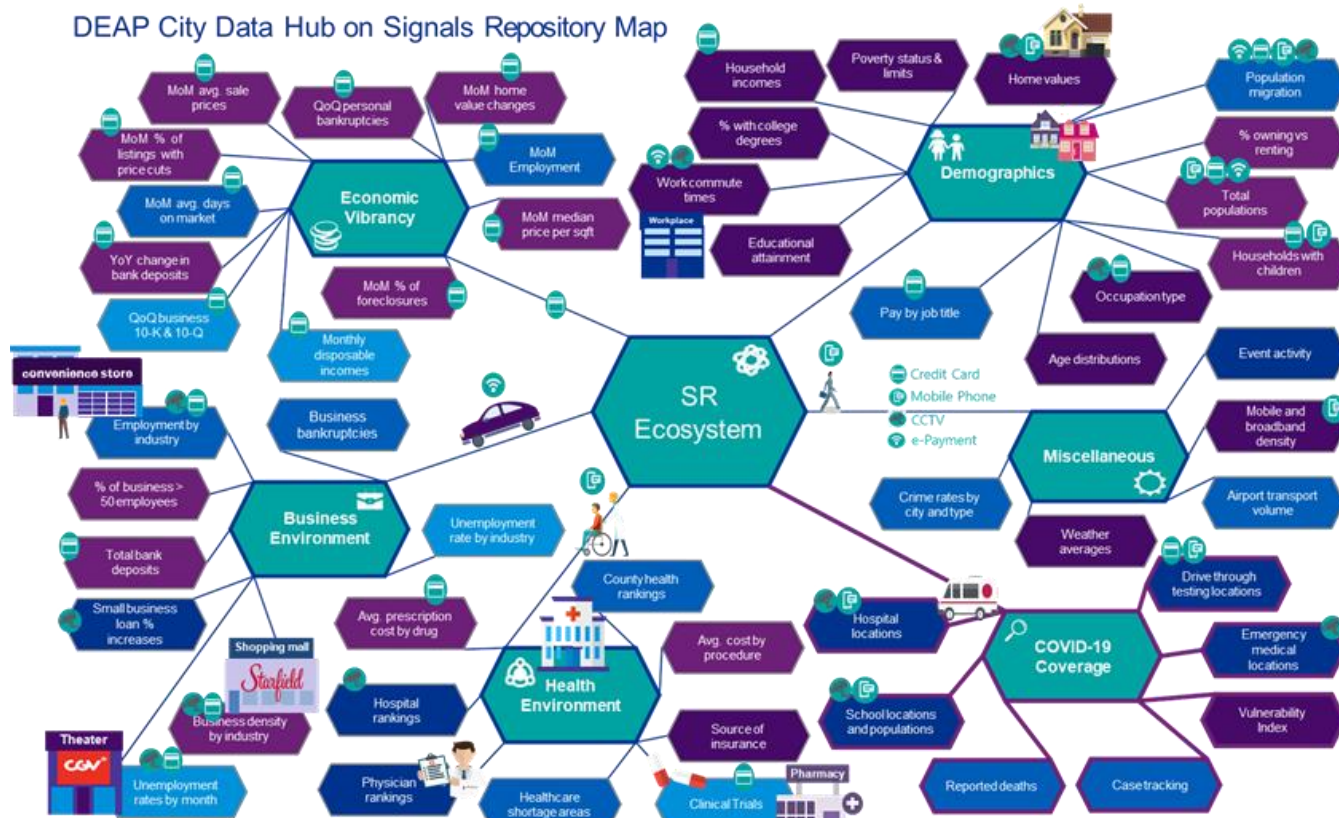 DEAP City Data Hub on Signals Repository Map
MoM avg. sale
prices
QoQ personal
bankruptcies
MoM home
value changes
MoM % of
listings with
price cuts
MoM
Employment
Economic
Vibrancy
MoM avg. days
on market
MoM median
price per sqft
YoY change in
bank deposits
MoM % of
foreclosures
QoQ business
10-K & 10-Q
Monthly
disposable
incomes
Household
incomes
Poverty status &
limits
Home values
Population
migration
% with college
degrees
% owning vs
renting
Demographics
Work commute
times
Total
populations
Workplace
Educational
attainment
Households with
children
Occupation type
Pay by job title
Age distributions
SR
Ecosystem
Credit Card
Mobile Phone
CCTV
e-Payment
Event activity
Mobile and
broadband
density
Miscellaneous
Crime rates by
city and type
Airport transport
volume
Weather
averages
convenience store
Employment by
industry
Business
bankruptcies
% of business >
50 employees
Business
Environment
Unemployment
rate by industry
Total bank
deposits
Small business
loan %
increases
Shopping mall
Starfield
Business density
by industry
Theater
CGV
Unemployment
rates by month
County health
rankings
Avg. prescription
cost by drug
Avg. cost by
procedure
Health
Environment
Hospital
rankings
Source of
insurance
Physician
rankings
Healthcare
shortage areas
Clinical Trials
Pharmacy
Drive through
testing locations
Hospital
locations
COVID-19
Coverage
Emergency
medical
locations
School locations
and populations
Vulnerability
Index
Reported deaths
Case tracking